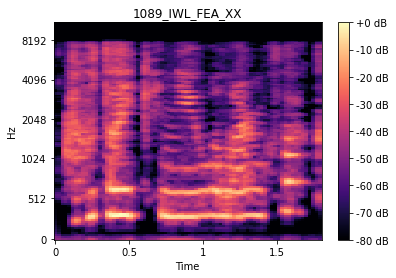 1089_IWL_FEA_XX
+0 dB
8192
-10 dB
4096
-20 dB
-30 dB
2048
Hz
-40 dB
1024
-50 dB
512
-60 dB
-70 dB
0
-80 dB
0
0.5
1
1.5
Time